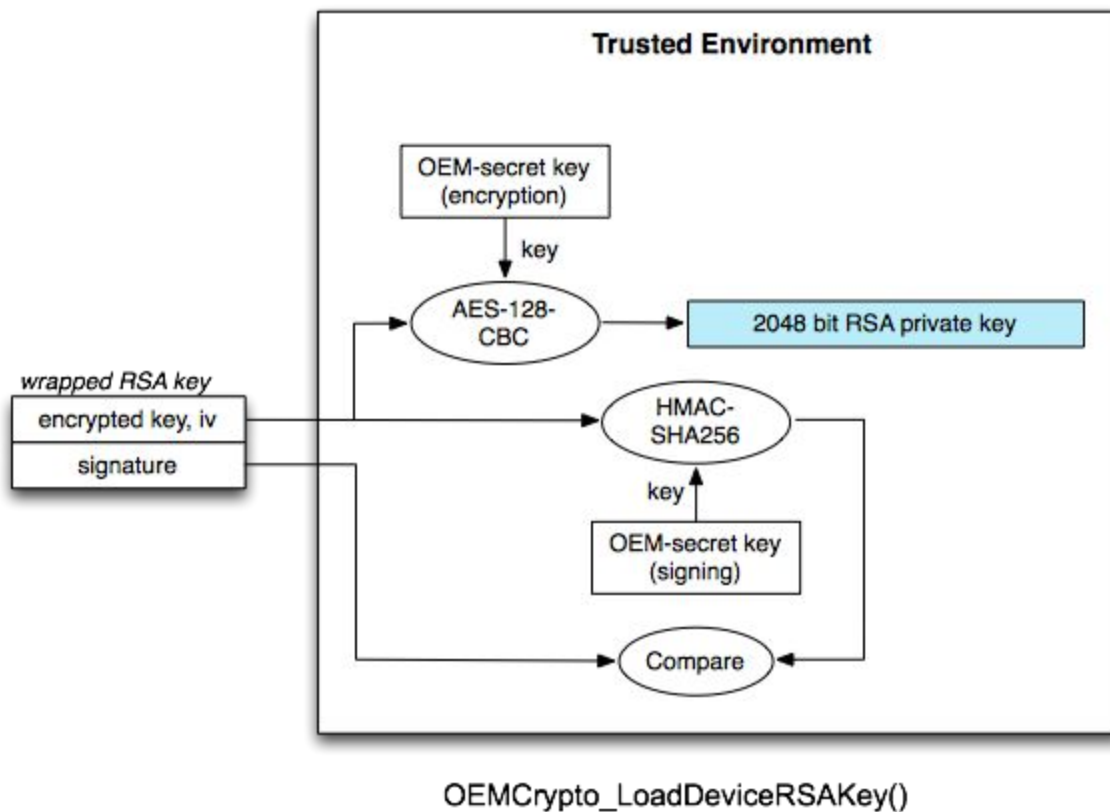 Trusted Environment
OEM-secret key
(encryption)
key
AES-128-
CBC
2048 bit RSA private key
wrapped RSA key
encrypted key, iv
signature
HMAC-
SHA256
key
OEM-secret key
(signing)
Compare
OEMCrypto_LoadDeviceRSAKey()